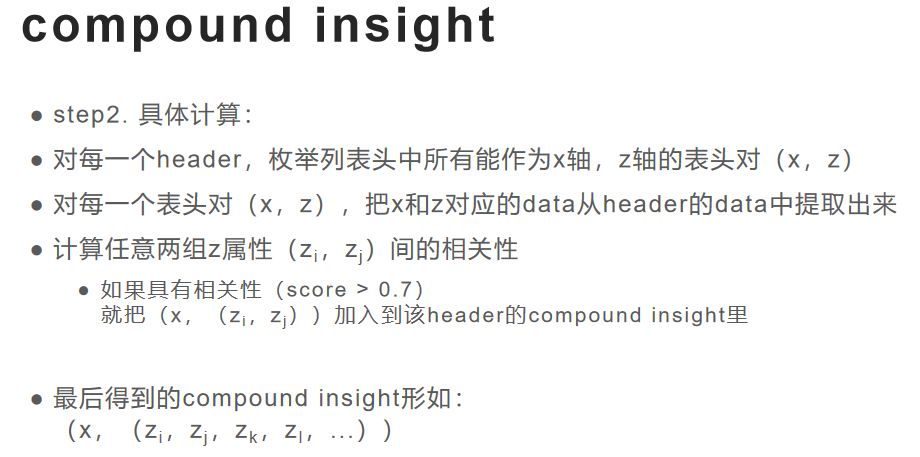 compound insight
● step2. 具体计算：
● 对每一个header，枚举列表头中所有能作为x轴，z轴的表头对（x，z）
● 对每一个表头对（x，z），把x和z对应的data从header的data中提取出来
● 计算任意两组z属性（zᵢ，zⱼ）间的相关性
● 如果具有相关性（score > 0.7）
就把（x，（zᵢ，zⱼ））加入到该header的compound insight里
● 最后得到的compound insight形如：
（x，（zᵢ，zⱼ，zₖ，zₗ，...））